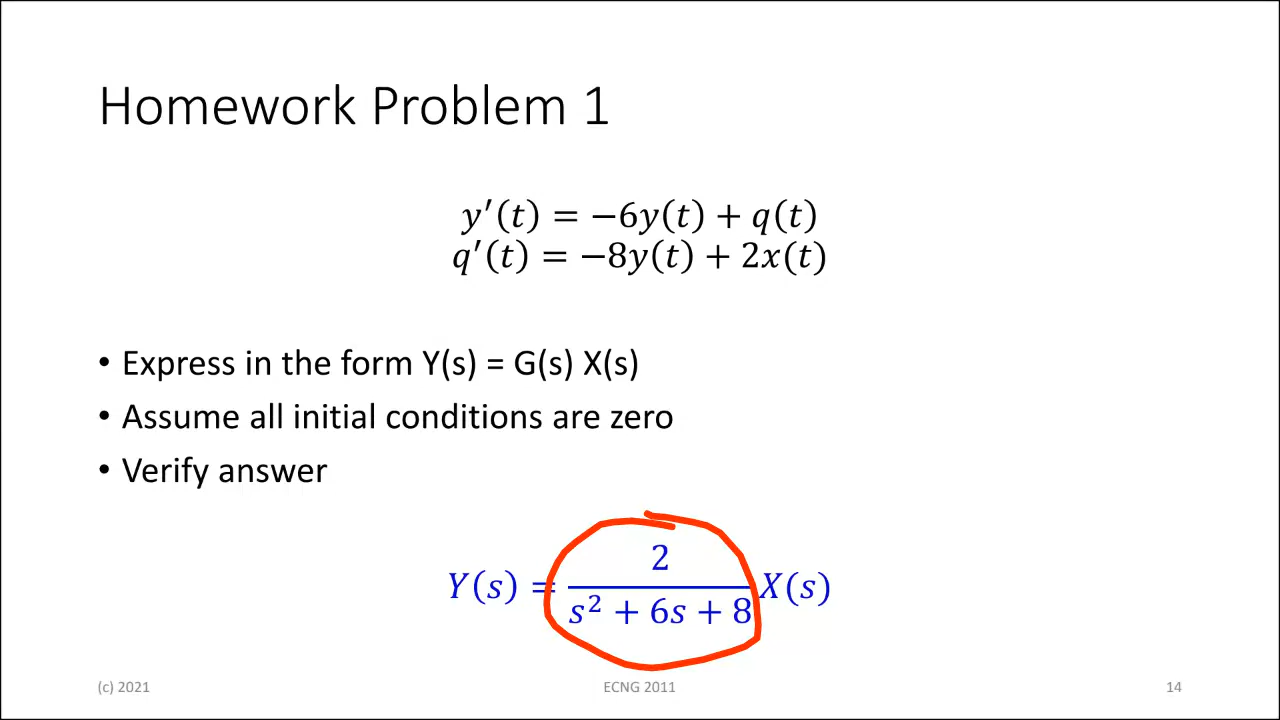 Homework Problem 1
𝑦′(𝑡) = −6𝑦(𝑡) + 𝑞(𝑡)
𝑞′(𝑡) = −8𝑦(𝑡) + 2𝑥(𝑡)
• Express in the form Y(s) = G(s) X(s)
• Assume all initial conditions are zero
• Verify answer
2
𝑌(𝑠) = 𝑋(𝑠)
𝑠² + 6𝑠 + 8
(c) 2021
ECNG 2011
14